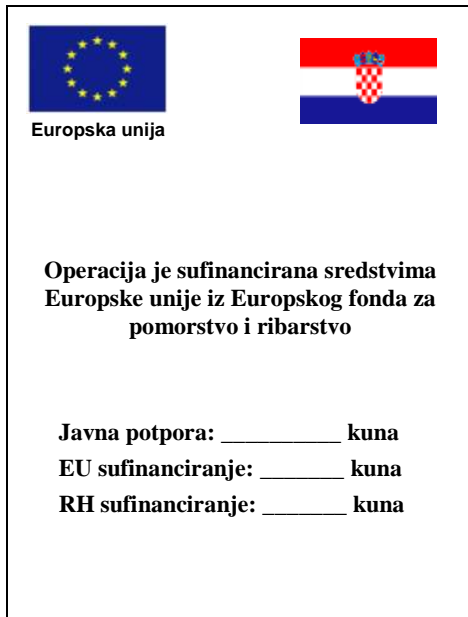 Europska unija
Operacija je sufinancirana sredstvima
Europske unije iz Europskog fonda za
pomorstvo i ribarstvo
Javna potpora: __________ kuna
EU sufinanciranje: _______ kuna
RH sufinanciranje: _______ kuna